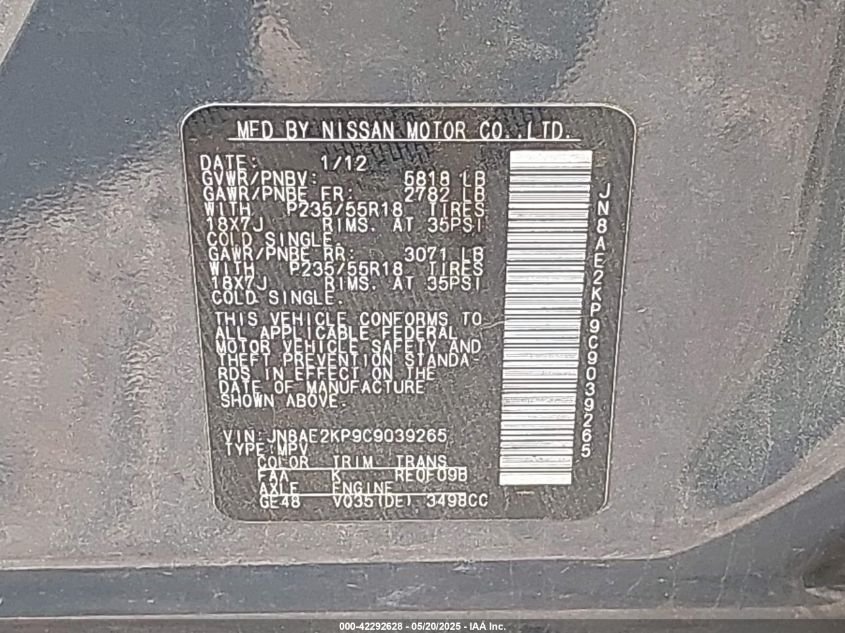 MFD BY NISSAN MOTOR CO.,LTD.
DATE: 1/12
GVWR/PNBV: 5818 LB
GAWR/PNBE FR: 2782 LB
WITH P235/55R18 TIRES
18X7J RIMS. AT 35PSI
COLD SINGLE.
GAWR/PNBE RR: 3071 LB
WITH P235/55R18 TIRES
18X7J RIMS. AT 35PSI
COLD SINGLE.
THIS VEHICLE CONFORMS TO
ALL APPLICABLE FEDERAL
MOTOR VEHICLE SAFETY AND
THEFT PREVENTION STANDA
RDS IN EFFECT ON THE
DATE OF MANUFACTURE
SHOWN ABOVE.
VIN:JN8AE2KP9C9039265
TYPE:MPV
COLOR TRIM TRANS
FAA K RE0F09B
AXLE ENGINE
GE48 VQ35(DE) 3498CC
JN8AE2KP9C9039265
000-42292628 - 05/20/2025 - IAA Inc.